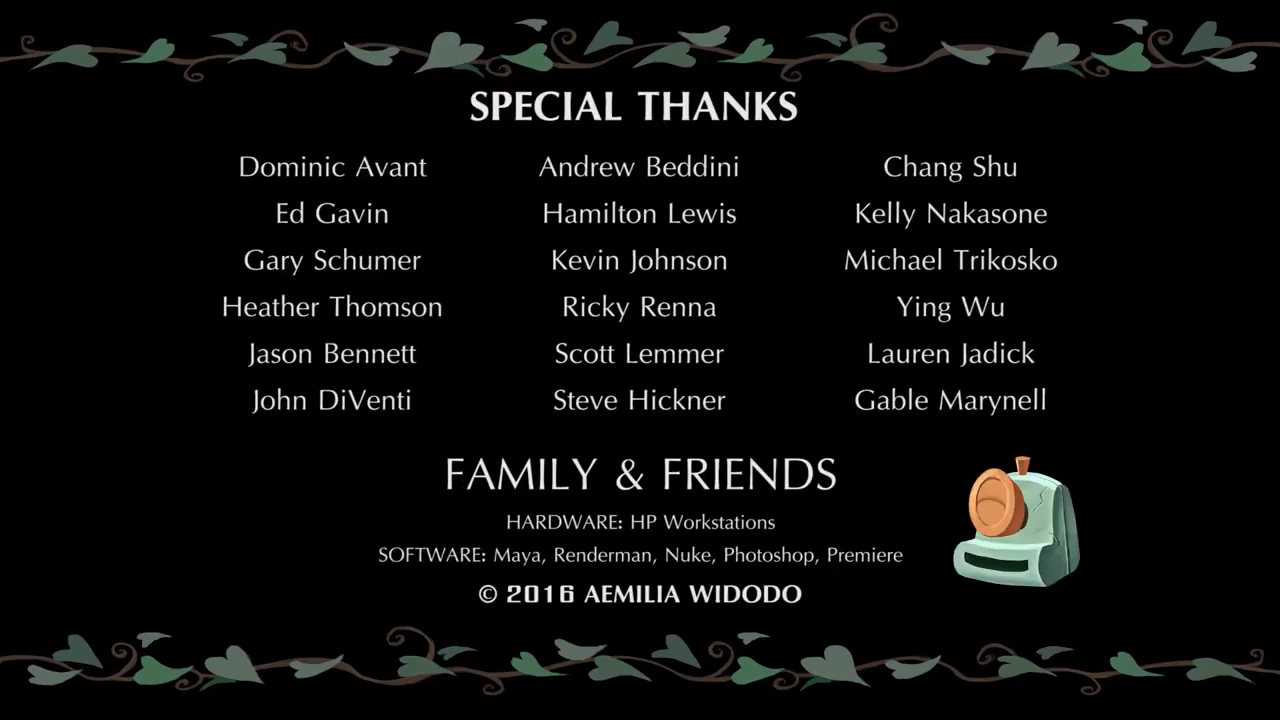 SPECIAL THANKS
Dominic Avant
Andrew Beddini
Chang Shu
Ed Gavin
Hamilton Lewis
Kelly Nakasone
Gary Schumer
Kevin Johnson
Michael Trikosko
Heather Thomson
Ricky Renna
Ying Wu
Jason Bennett
Scott Lemmer
Lauren Jadick
John DiVenti
Steve Hickner
Gable Marynell
FAMILY & FRIENDS
HARDWARE: HP Workstations
SOFTWARE: Maya, Renderman, Nuke, Photoshop, Premiere
© 2016 AEMILIA WIDODO